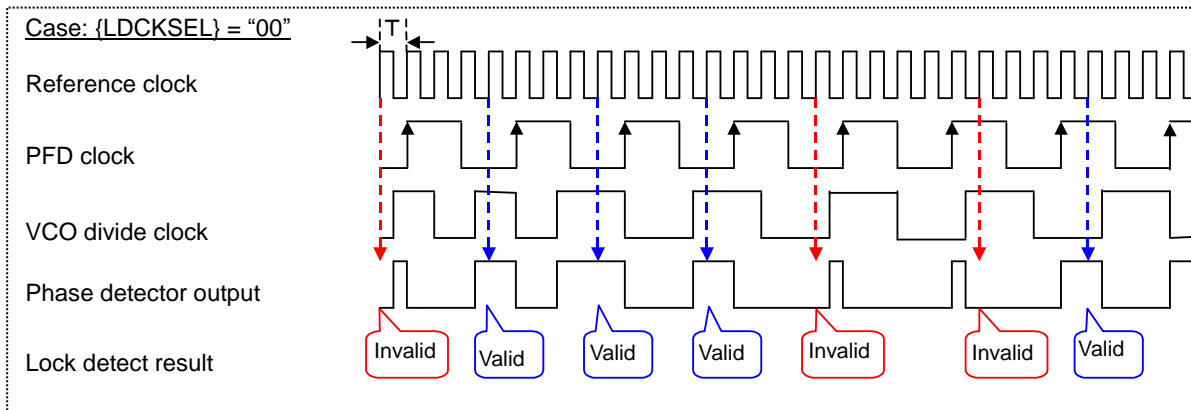 Case: {LDCKSEL} = “00”
T
Reference clock
PFD clock
VCO divide clock
Phase detector output
Lock detect result
Invalid
Valid
Valid
Valid
Invalid
Invalid
Valid